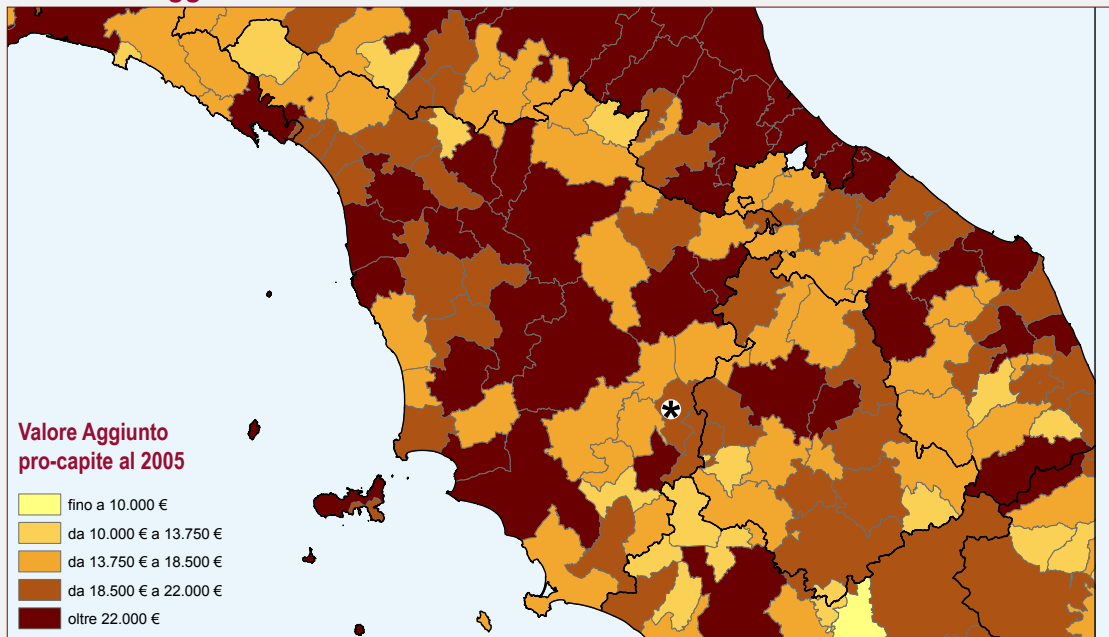 Valore Aggiunto
pro-capite al 2005
fino a 10.000 €
da 10.000 € a 13.750 €
da 13.750 € a 18.500 €
da 18.500 € a 22.000 €
oltre 22.000 €